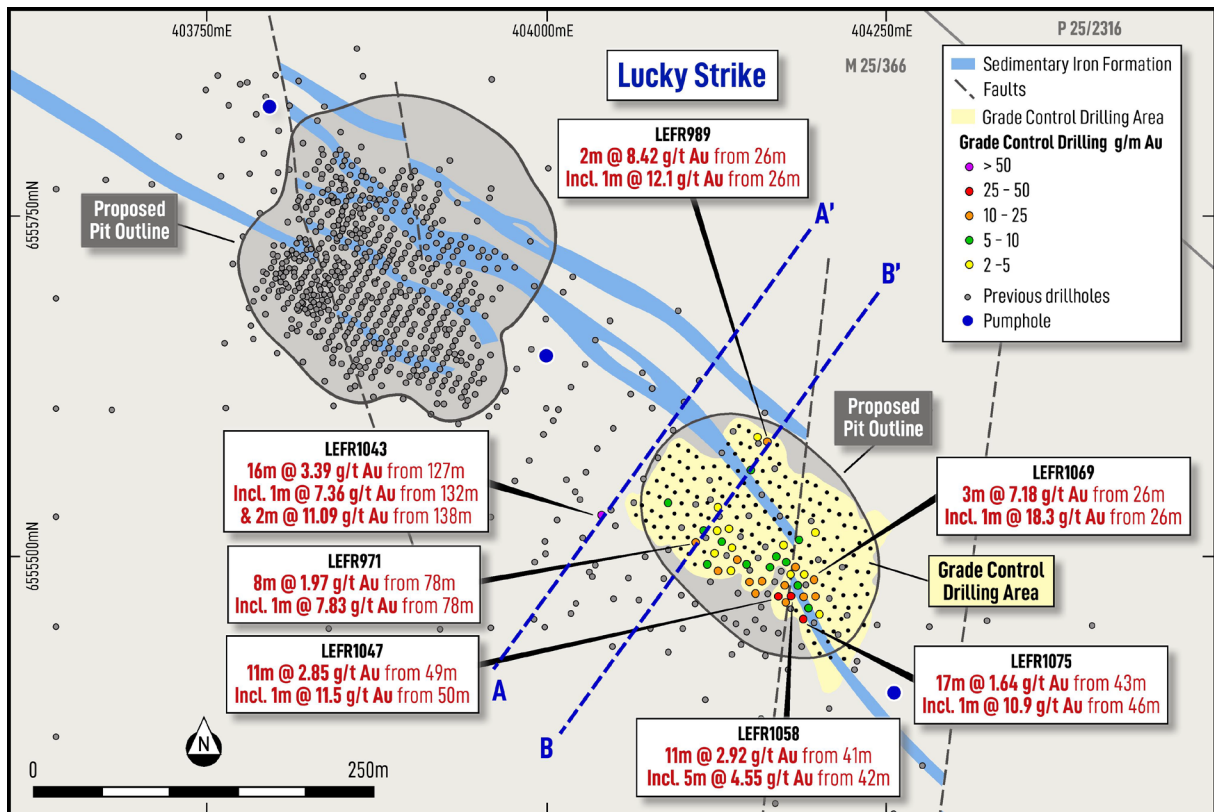 403750mE
404000mE
404250mE
P 25/2316
M 25/366
6555750mN
6555500mN
Lucky Strike
Sedimentary Iron Formation
Faults
Grade Control Drilling Area
Grade Control Drilling g/m Au
> 50
25 - 50
10 - 25
5 - 10
2 -5
Previous drillholes
Pumphole
LEFR989
2m @ 8.42 g/t Au from 26m
Incl. 1m @ 12.1 g/t Au from 26m
Proposed
Pit Outline
A'
B'
Proposed
Pit Outline
LEFR1043
16m @ 3.39 g/t Au from 127m
Incl. 1m @ 7.36 g/t Au from 132m
& 2m @ 11.09 g/t Au from 138m
LEFR1069
3m @ 7.18 g/t Au from 26m
Incl. 1m @ 18.3 g/t Au from 26m
LEFR971
8m @ 1.97 g/t Au from 78m
Incl. 1m @ 7.83 g/t Au from 78m
Grade Control
Drilling Area
LEFR1047
11m @ 2.85 g/t Au from 49m
Incl. 1m @ 11.5 g/t Au from 50m
A
B
LEFR1075
17m @ 1.64 g/t Au from 43m
Incl. 1m @ 10.9 g/t Au from 46m
LEFR1058
11m @ 2.92 g/t Au from 41m
Incl. 5m @ 4.55 g/t Au from 42m
N
0
250m